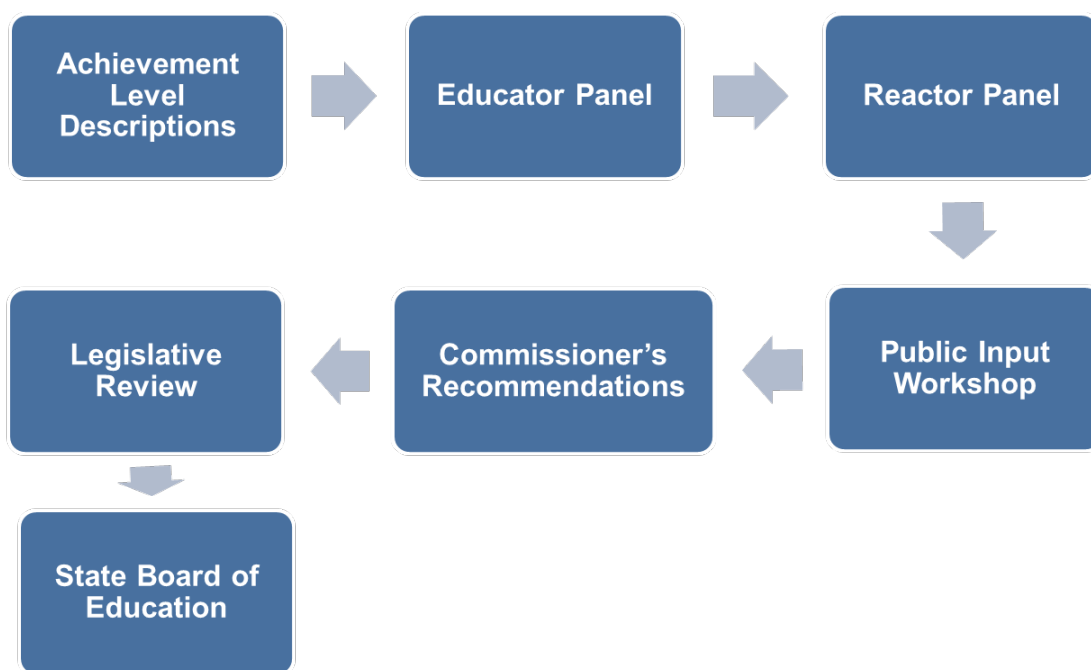 Achievement
Level
Descriptions
Educator Panel
Reactor Panel
Public Input
Workshop
Commissioner’s
Recommendations
Legislative
Review
State Board of
Education